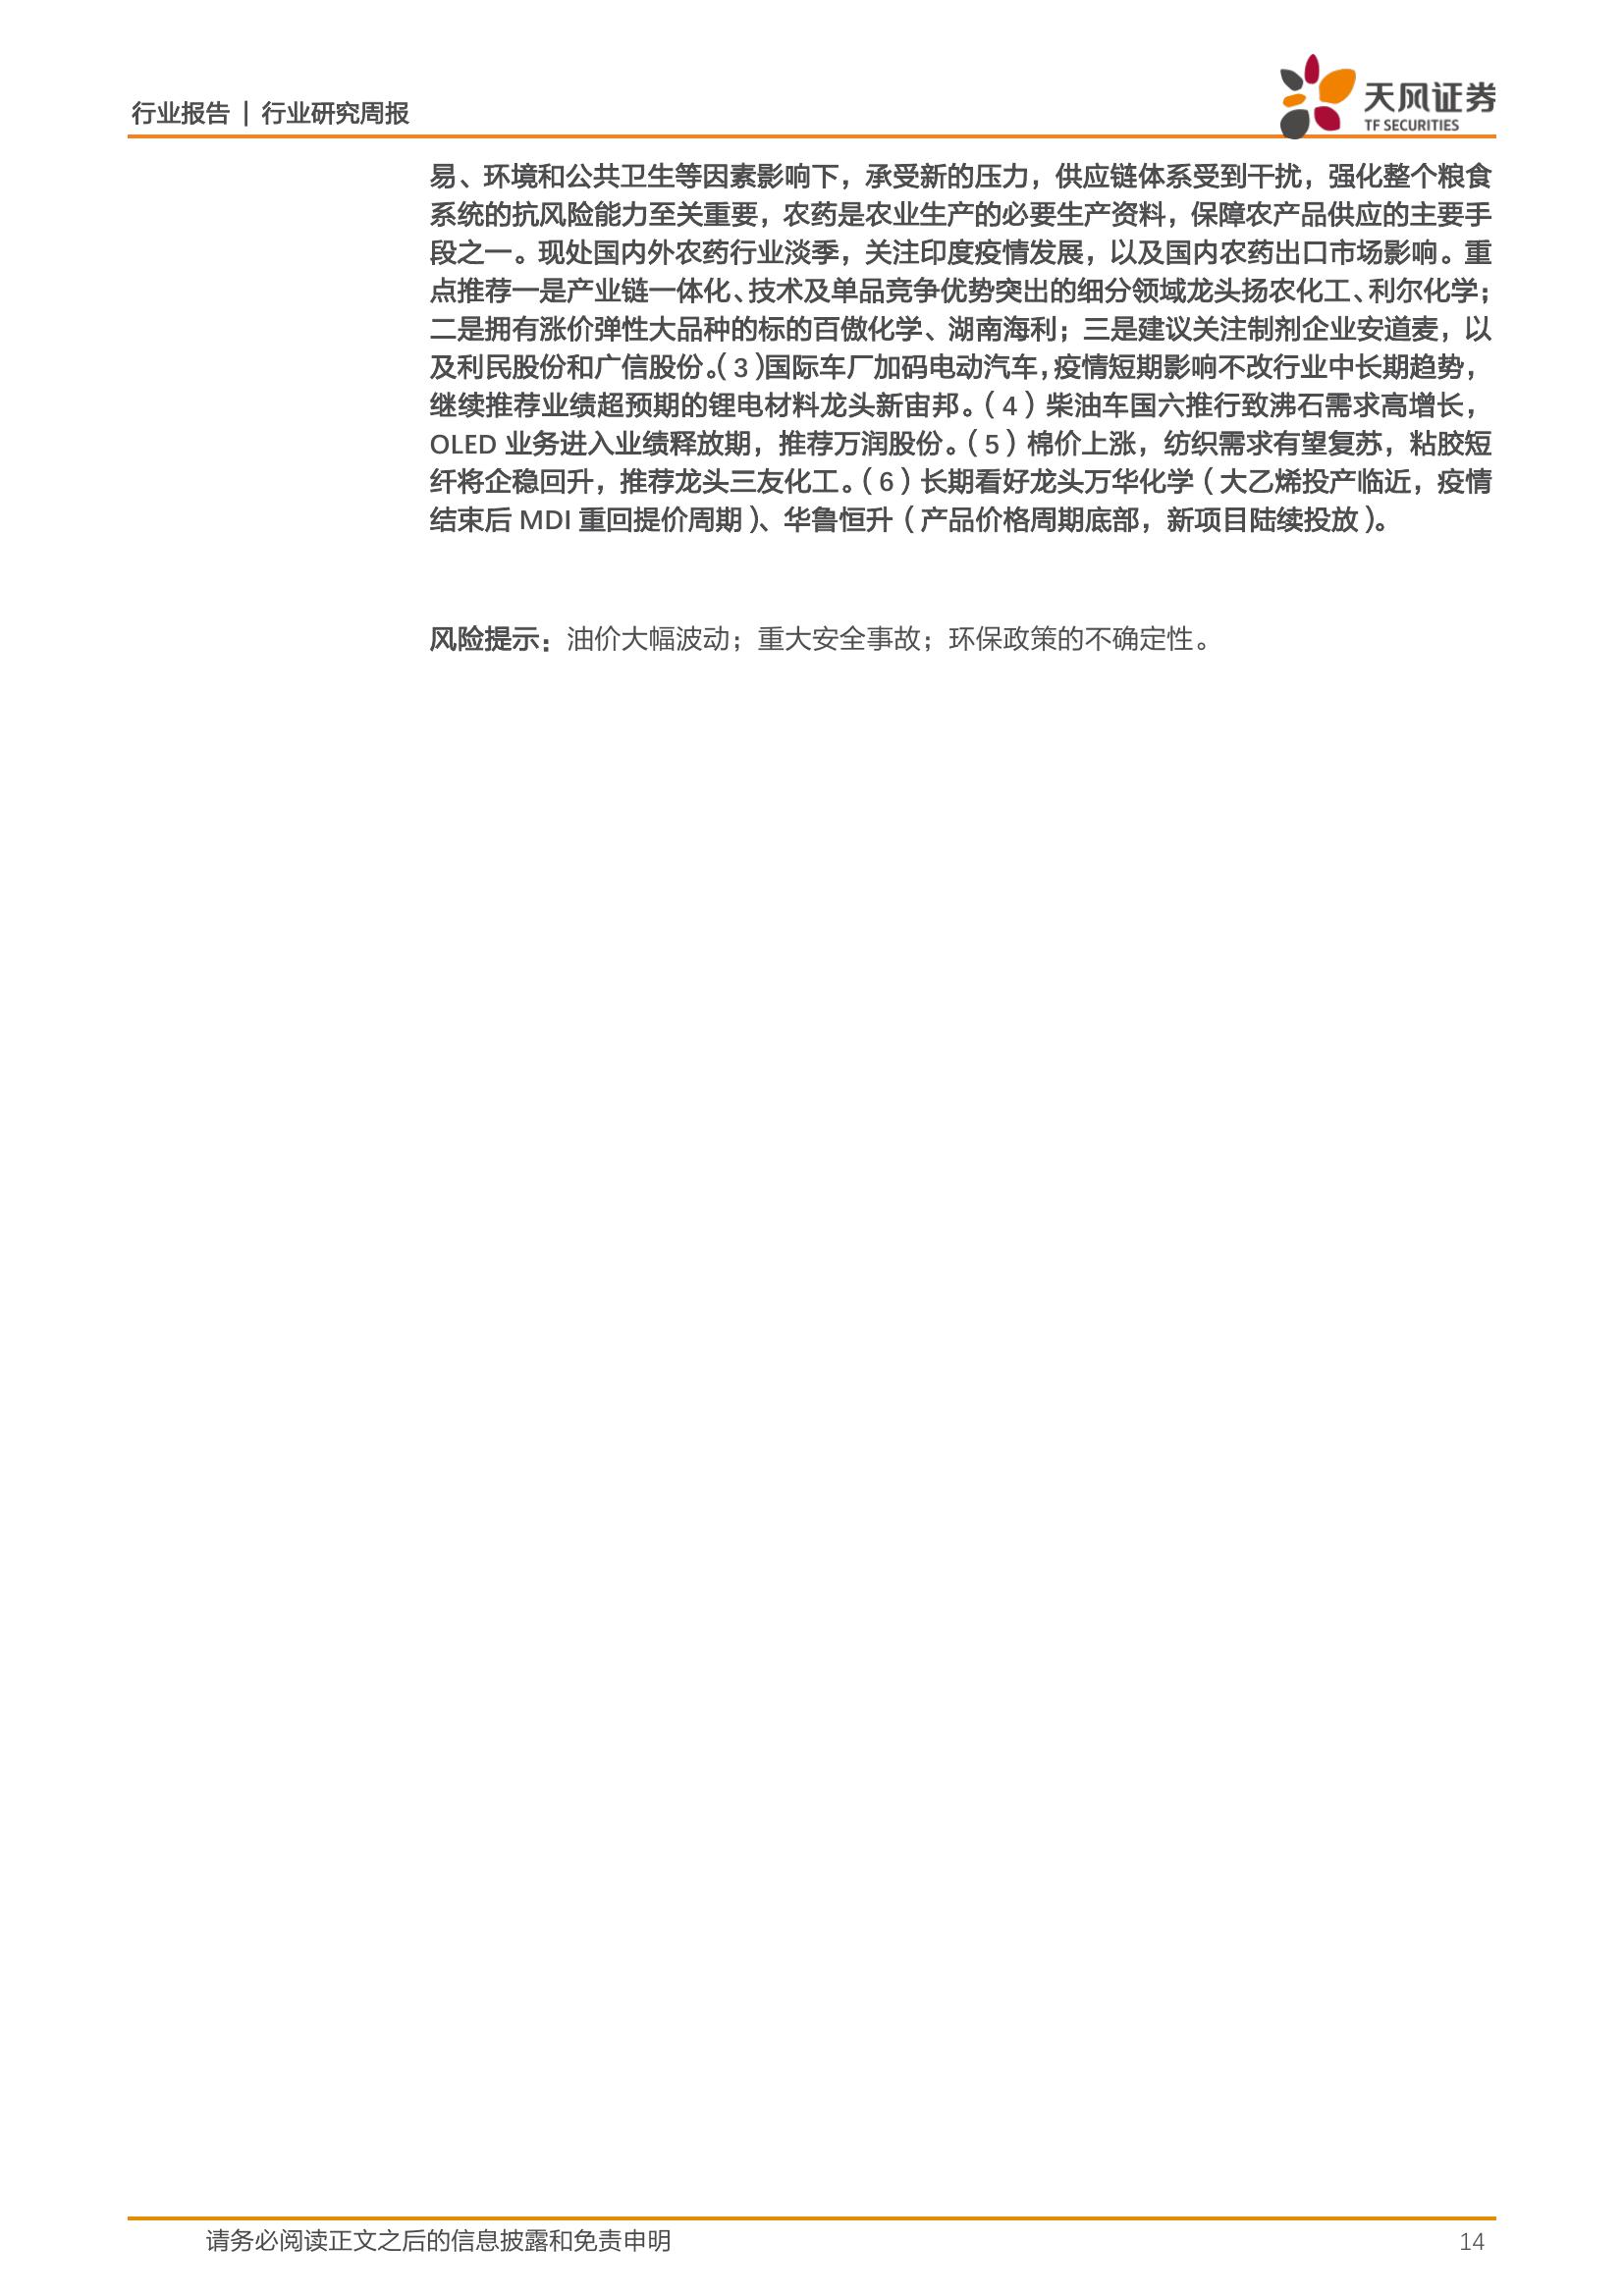 行业报告 | 行业研究周报
天风证券
TF SECURITIES
易、环境和公共卫生等因素影响下，承受新的压力，供应链体系受到干扰，强化整个粮食
系统的抗风险能力至关重要，农药是农业生产的必要生产资料，保障农产品供应的主要手
段之一。现处国内外农药行业淡季，关注印度疫情发展，以及国内农药出口市场影响。重
点推荐一是产业链一体化、技术及单品竞争优势突出的细分领域龙头扬农化工、利尔化学；
二是拥有涨价弹性大品种的标的百傲化学、湖南海利；三是建议关注制剂企业安道麦，以
及利民股份和广信股份。（3）国际车厂加码电动汽车，疫情短期影响不改行业中长期趋势，
继续推荐业绩超预期的锂电材料龙头新宙邦。（4）柴油车国六推行致沸石需求高增长，
OLED 业务进入业绩释放期，推荐万润股份。（5）棉价上涨，纺织需求有望复苏，粘胶短
纤将企稳回升，推荐龙头三友化工。（6）长期看好龙头万华化学（大乙烯投产临近，疫情
结束后 MDI 重回提价周期）、华鲁恒升（产品价格周期底部，新项目陆续投放）。
风险提示：油价大幅波动；重大安全事故；环保政策的不确定性。
请务必阅读正文之后的信息披露和免责申明
14